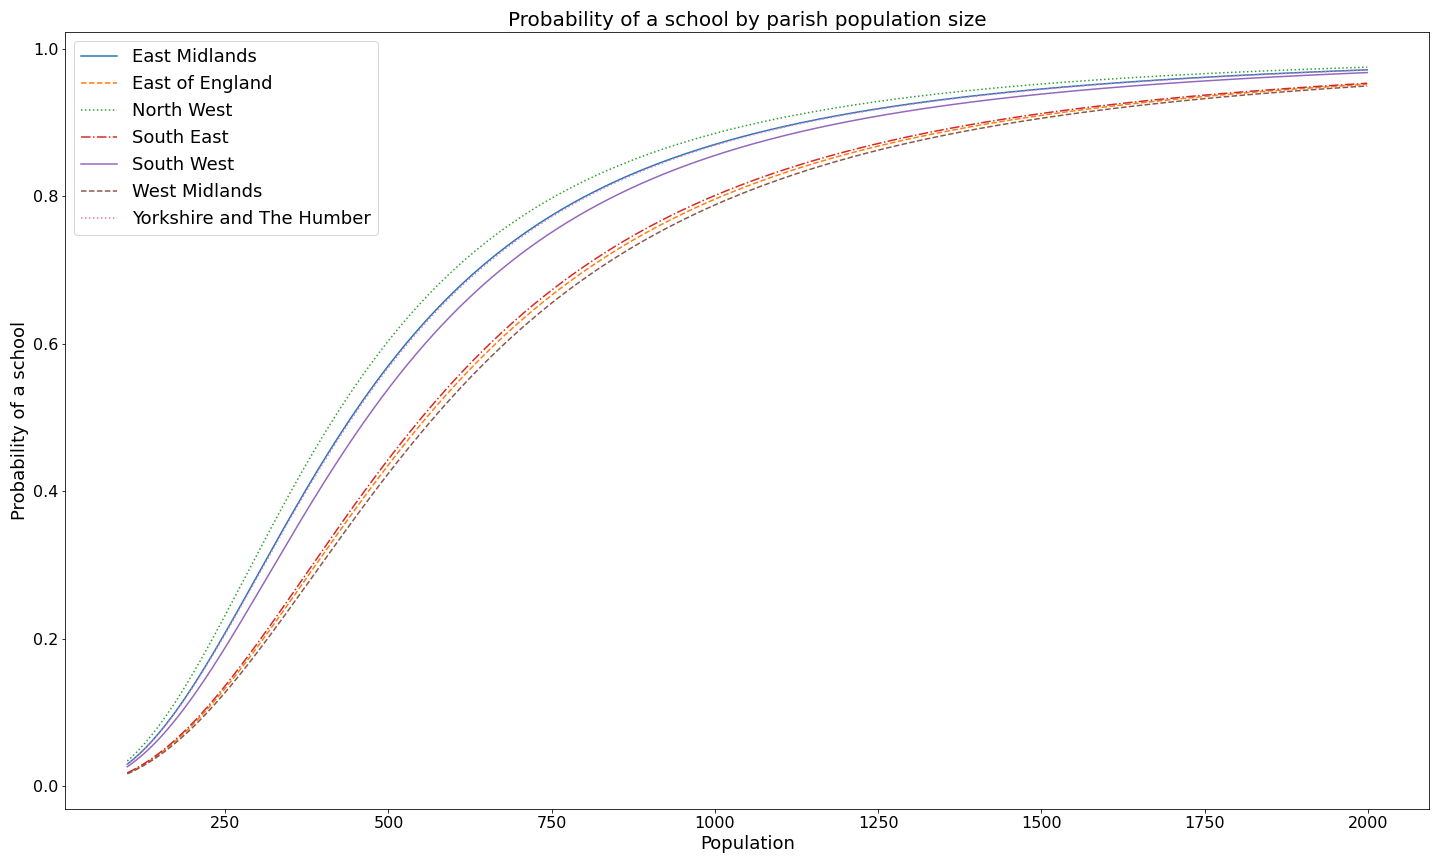 Probability of a school by parish population size
East Midlands
East of England
North West
South East
South West
West Midlands
Yorkshire and The Humber
Probability of a school
1.0
0.8
0.6
0.4
0.2
0.0
250 500 750 1000 1250 1500 1750 2000
Population